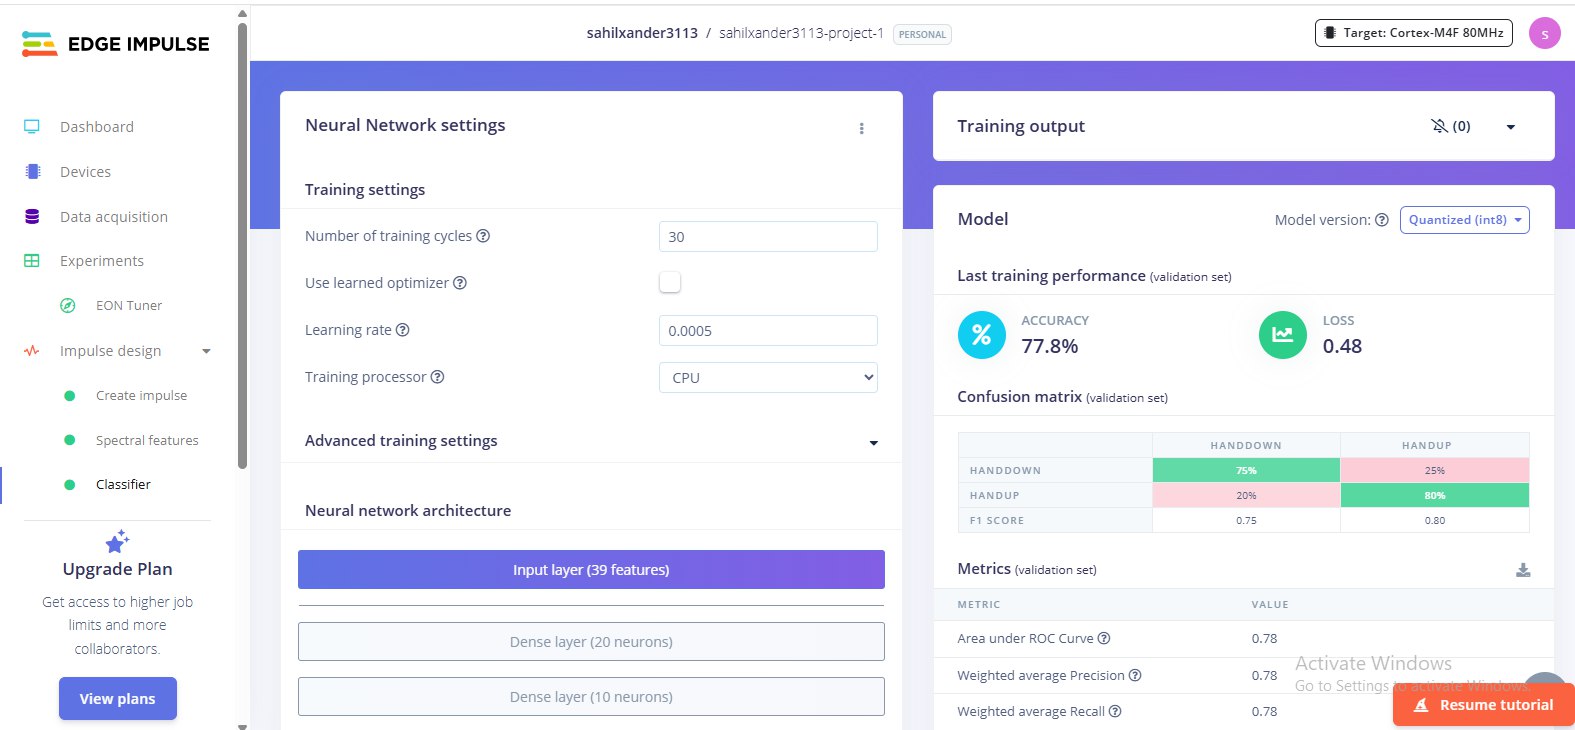 EDGE IMPULSE
sahilxander3113 / sahilxander3113-project-1 PERSONAL
Target: Cortex-M4F 80MHz
s
Dashboard
Devices
Data acquisition
Experiments
EON Tuner
Impulse design
Create impulse
Spectral features
Classifier
Upgrade Plan
Get access to higher job
limits and more
collaborators.
View plans
Neural Network settings
Training settings
Number of training cycles ? 30
Use learned optimizer ?
Learning rate ? 0.0005
Training processor ? CPU
Advanced training settings
Neural network architecture
Input layer (39 features)
Dense layer (20 neurons)
Dense layer (10 neurons)
Training output (0)
Model Model version: ? Quantized (int8)
Last training performance (validation set)
% ACCURACY
77.8%
LOSS
0.48
Confusion matrix (validation set)
HANDDOWN HANDUP
HANDDOWN 75% 25%
HANDUP 20% 80%
F1 SCORE 0.75 0.80
Metrics (validation set)
METRIC VALUE
Area under ROC Curve ? 0.78
Weighted average Precision ? 0.78
Weighted average Recall ? 0.78
Activate Windows
Go to Settings to activate Windows.
Resume tutorial